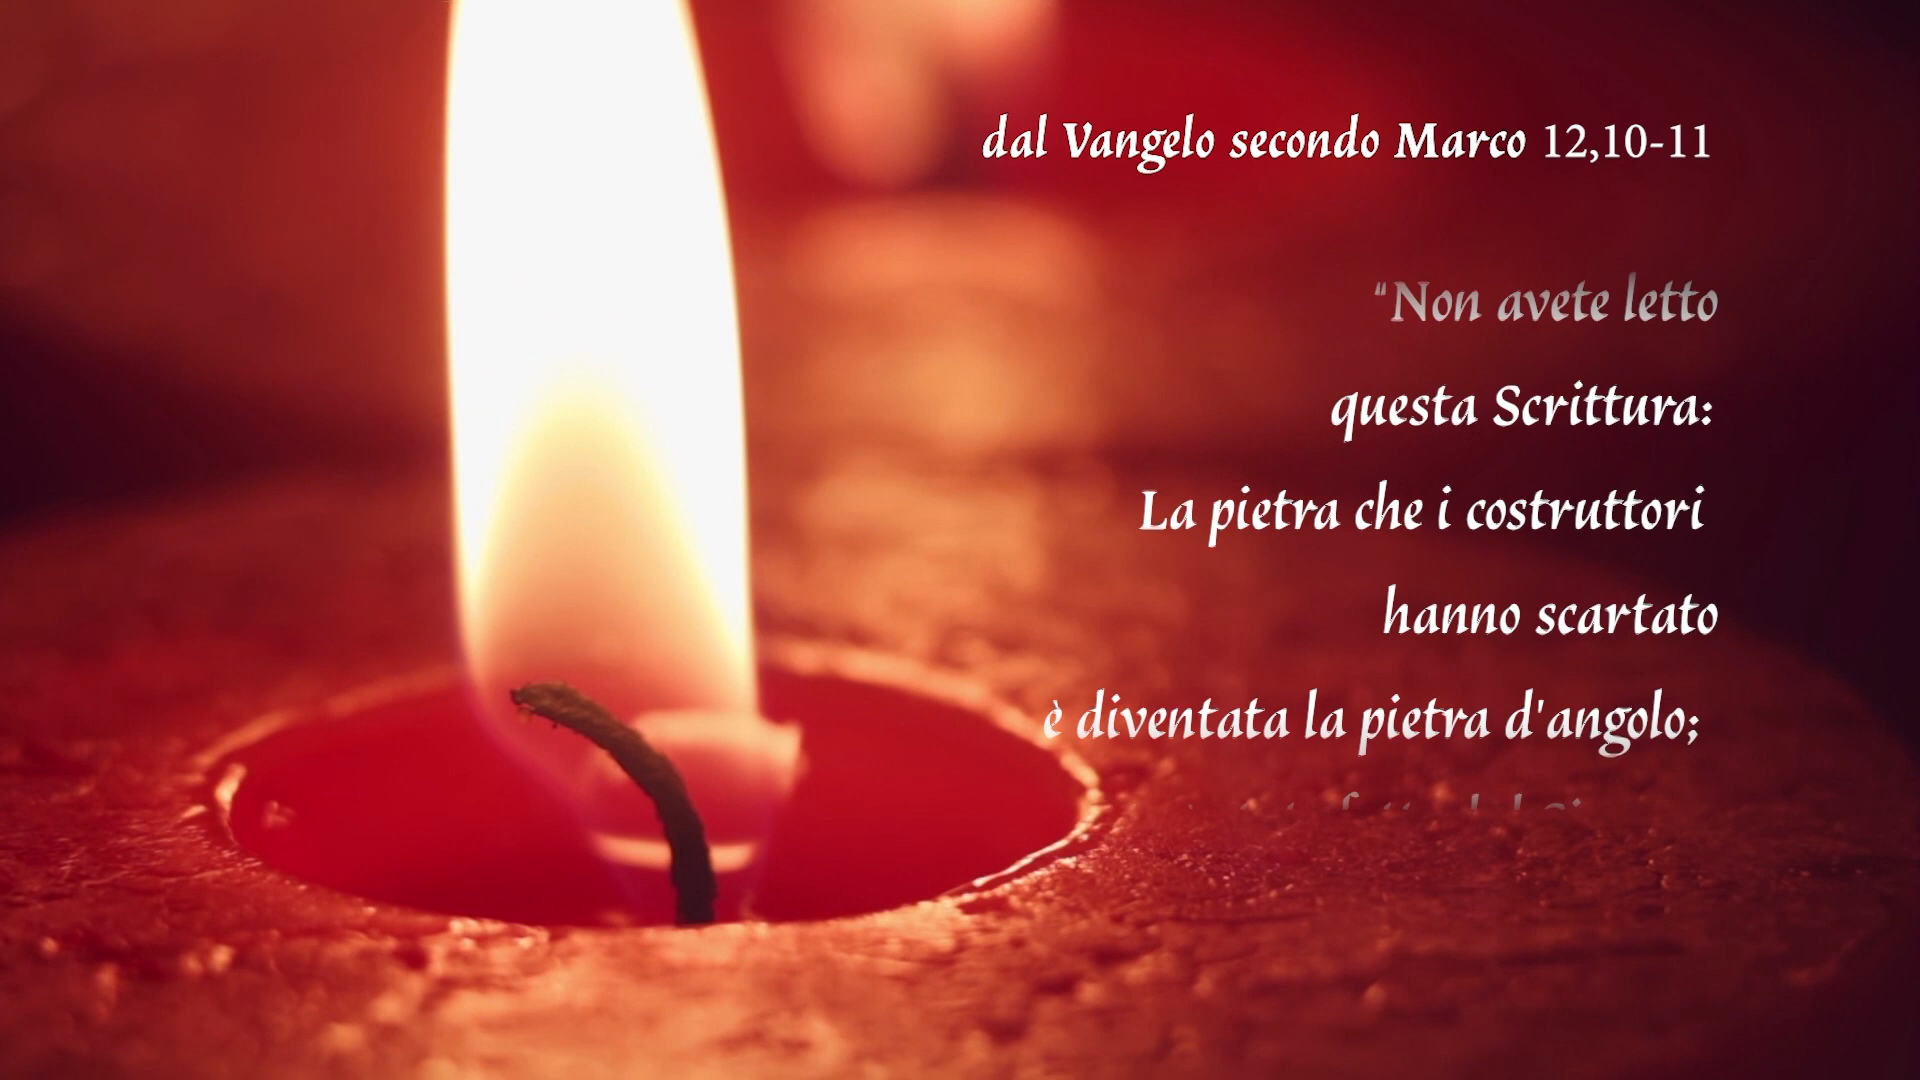 dal Vangelo secondo Marco 12,10-11
“Non avete letto
questa Scrittura:
La pietra che i costruttori
hanno scartato
è diventata la pietra d'angolo;